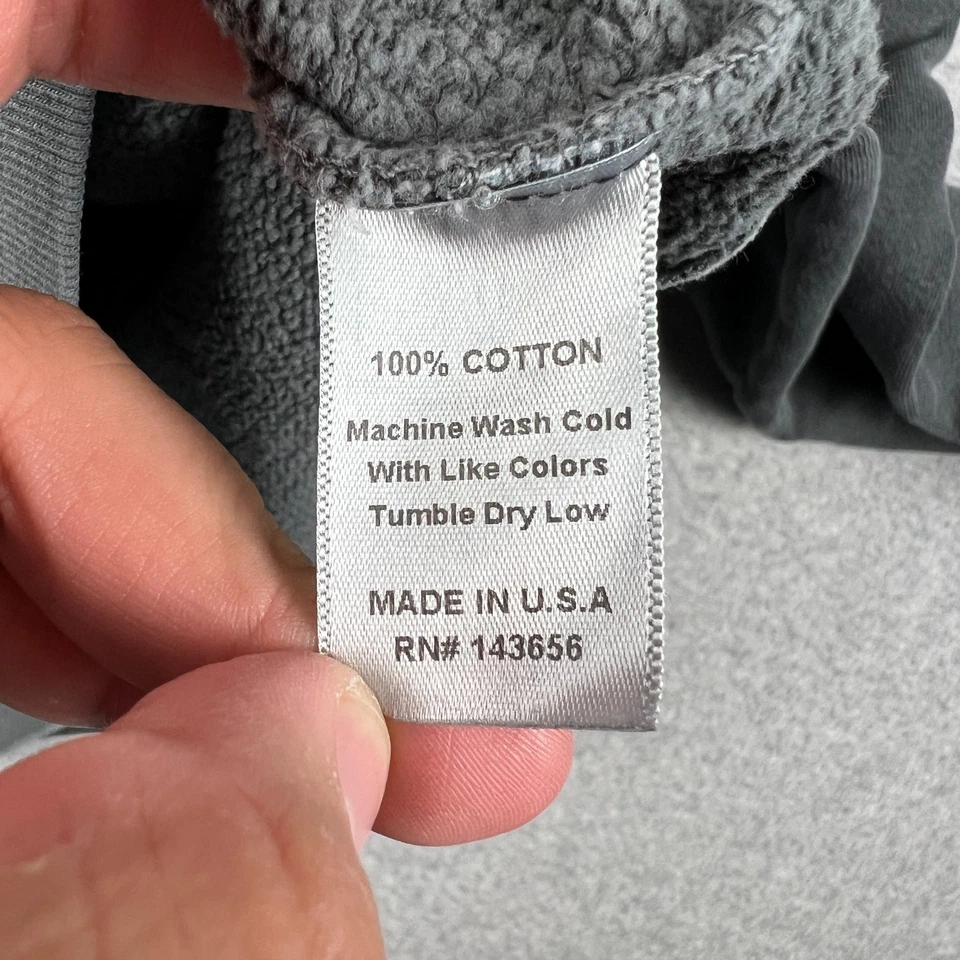 100% COTTON
Machine Wash Cold
With Like Colors
Tumble Dry Low
MADE IN U.S.A
RN# 143656